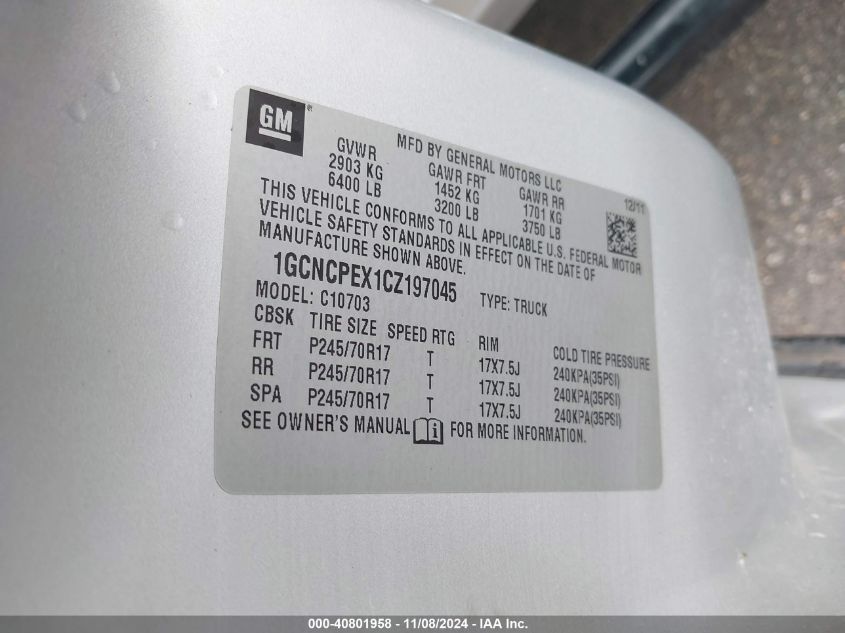 GM
MFD BY GENERAL MOTORS LLC
12/11
GVWR GAWR FRT GAWR RR
2903 KG 1452 KG 1701 KG
6400 LB 3200 LB 3750 LB
THIS VEHICLE CONFORMS TO ALL APPLICABLE U.S. FEDERAL MOTOR
VEHICLE SAFETY STANDARDS IN EFFECT ON THE DATE OF
MANUFACTURE SHOWN ABOVE.
1GCNCPEX1CZ197045 TYPE: TRUCK
MODEL: C10703
CBSK TIRE SIZE SPEED RTG RIM COLD TIRE PRESSURE
FRT P245/70R17 T 17X7.5J 240KPA(35PSI)
RR P245/70R17 T 17X7.5J 240KPA(35PSI)
SPA P245/70R17 T 17X7.5J 240KPA(35PSI)
SEE OWNER'S MANUAL FOR MORE INFORMATION.
000-40801958 - 11/08/2024 - IAA Inc.